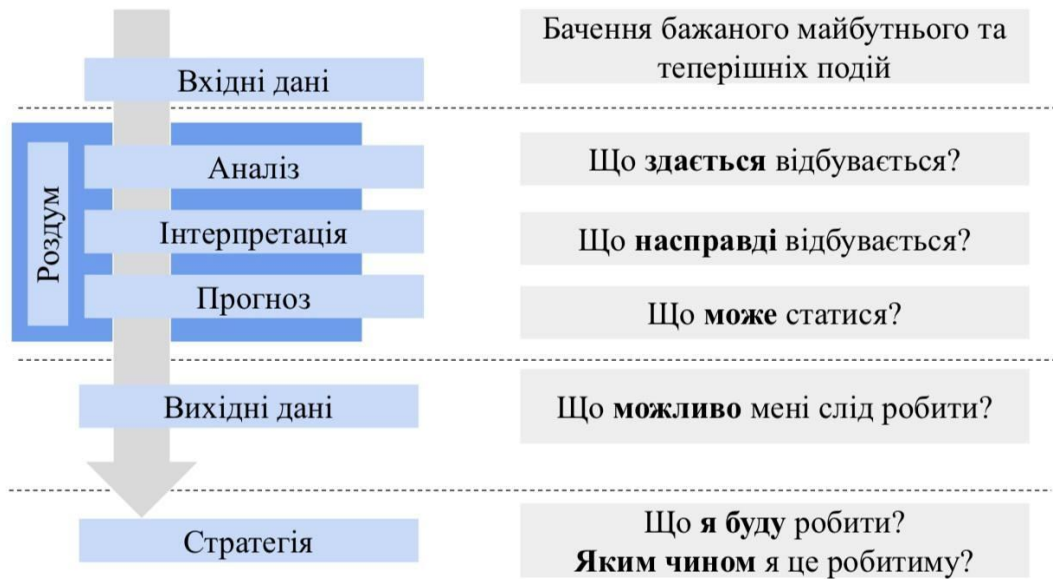 Бачення бажаного майбутнього та
теперішніх подій
Вхідні дані
Роздум
Аналіз
Що здається відбувається?
Інтерпретація
Що насправді відбувається?
Прогноз
Що може статися?
Вихідні дані
Що можливо мені слід робити?
Стратегія
Що я буду робити?
Яким чином я це робитиму?